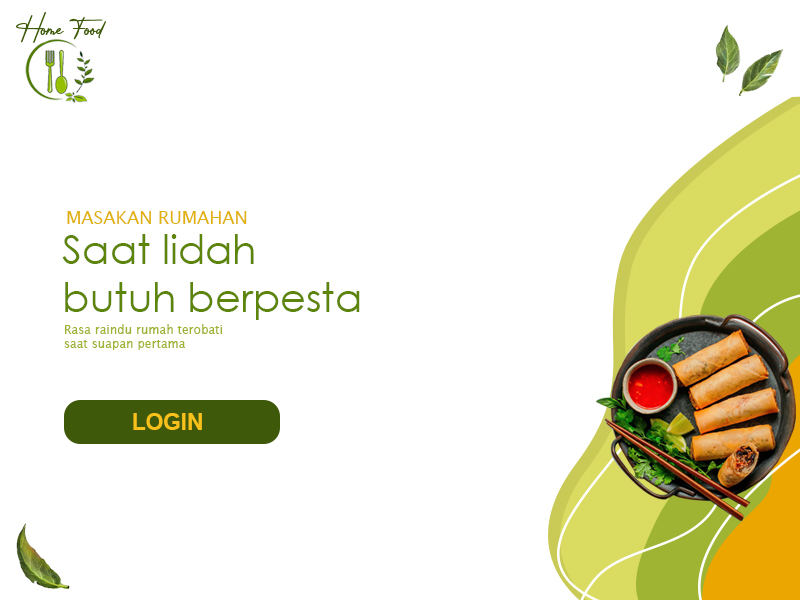 Home Food
MASAKAN RUMAHAN
Saat lidah
butuh berpesta
Rasa raindu rumah terobati
saat suapan pertama
LOGIN